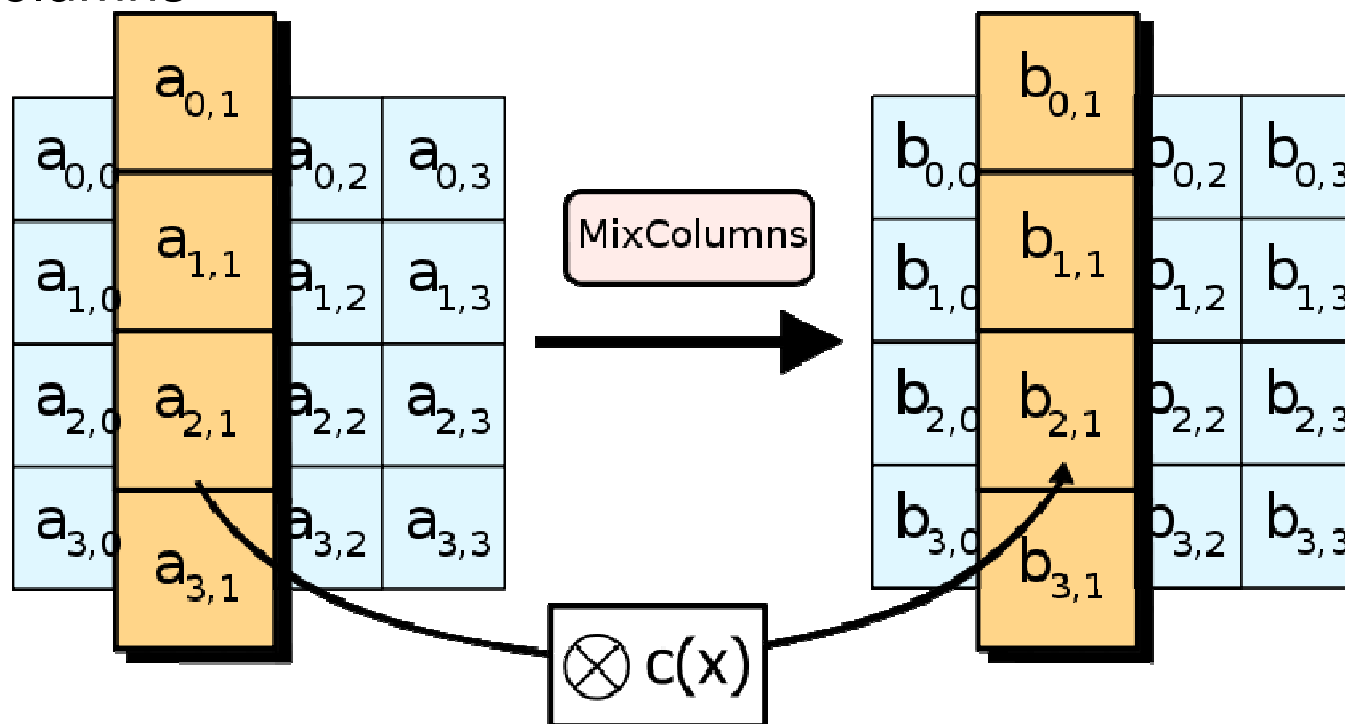 a0,1
a0,0 a0,2 a0,3
a1,1
a1,0 a1,2 a1,3
a2,1
a2,0 a2,2 a2,3
a3,1
a3,0 a3,2 a3,3
MixColumns
b0,1
b0,0 b0,2 b0,3
b1,1
b1,0 b1,2 b1,3
b2,1
b2,0 b2,2 b2,3
b3,1
b3,0 b3,2 b3,3
⊗ c(x)